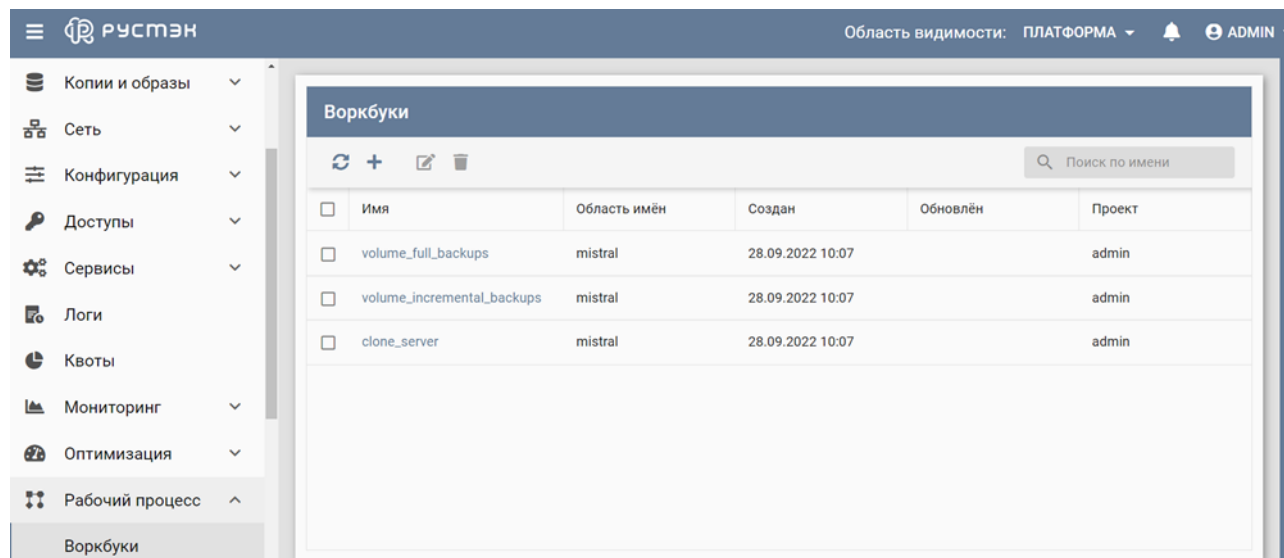 РУСТЭК
Область видимости: ПЛАТФОРМА ADMIN
Копии и образы
Сеть
Конфигурация
Доступы
Сервисы
Логи
Квоты
Мониторинг
Оптимизация
Рабочий процесс
Воркбуки
Воркбуки
Поиск по имени
Имя Область имён Создан Обновлён Проект
volume_full_backups mistral 28.09.2022 10:07 admin
volume_incremental_backups mistral 28.09.2022 10:07 admin
clone_server mistral 28.09.2022 10:07 admin